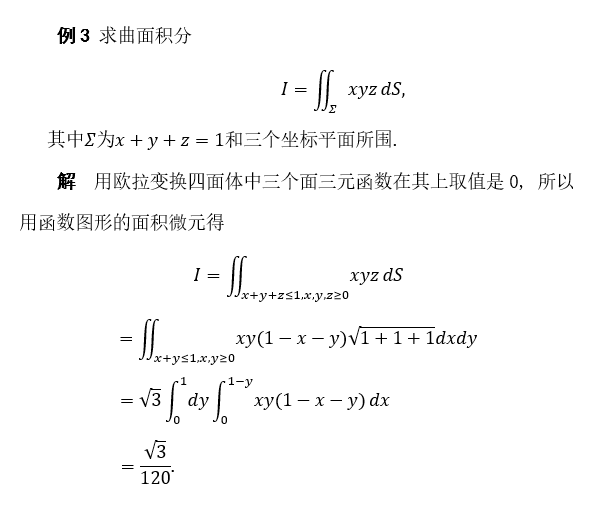 例 3 求曲面积分
I = ∬_Σ xyz dS,
其中Σ为x + y + z = 1和三个坐标平面所围.
解 用欧拉变换四面体中三个面三元函数在其上取值是 0, 所以
用函数图形的面积微元得
I = ∬_{x+y+z≤1,x,y,z≥0} xyz dS
= ∬_{x+y≤1,x,y≥0} xy(1 − x − y)√(1 + 1 + 1)dxdy
= √3 ∫_0^1 dy ∫_0^{1−y} xy(1 − x − y) dx
= √3/120.